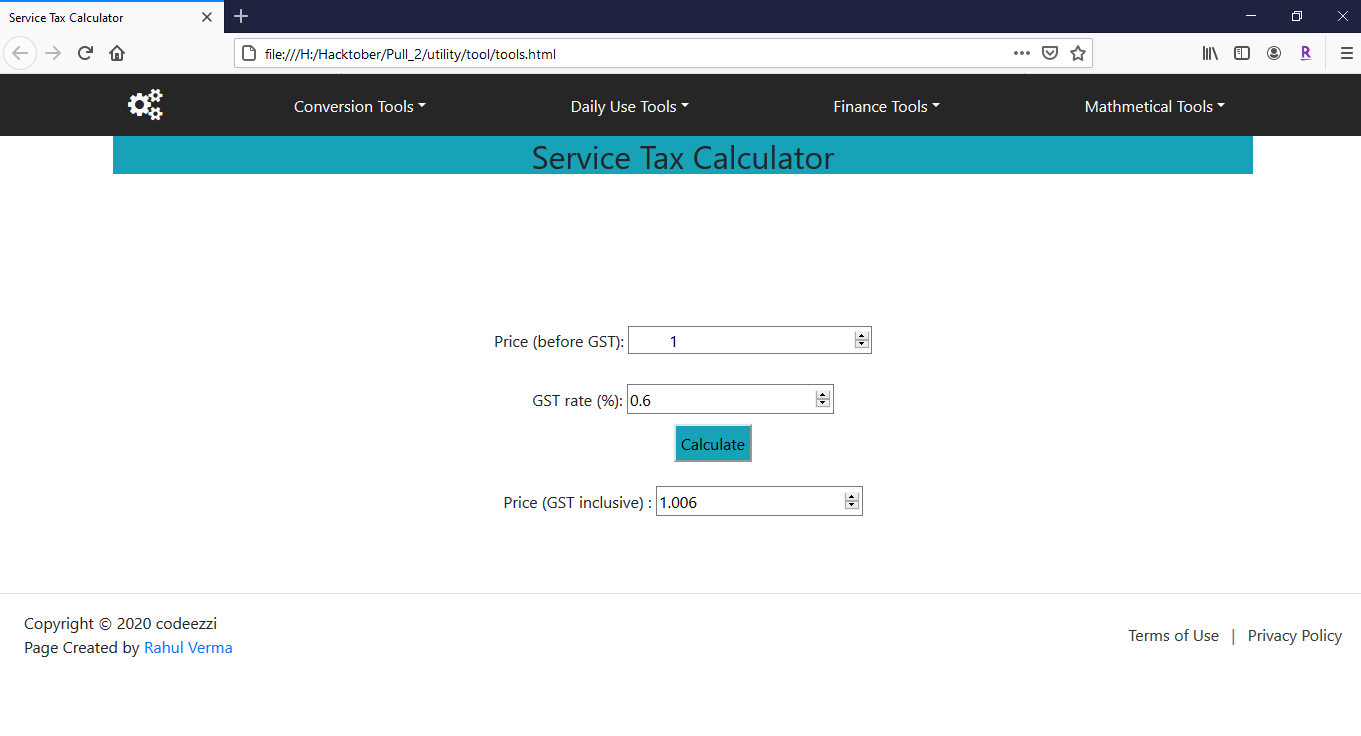 Service Tax Calculator
file:///H:/Hacktober/Pull_2/utility/tool/tools.html
R
Conversion Tools Daily Use Tools Finance Tools Mathmetical Tools
Service Tax Calculator
Price (before GST): 1
GST rate (%): 0.6
Calculate
Price (GST inclusive) : 1.006
Copyright © 2020 codeezzi
Page Created by Rahul Verma
Terms of Use | Privacy Policy